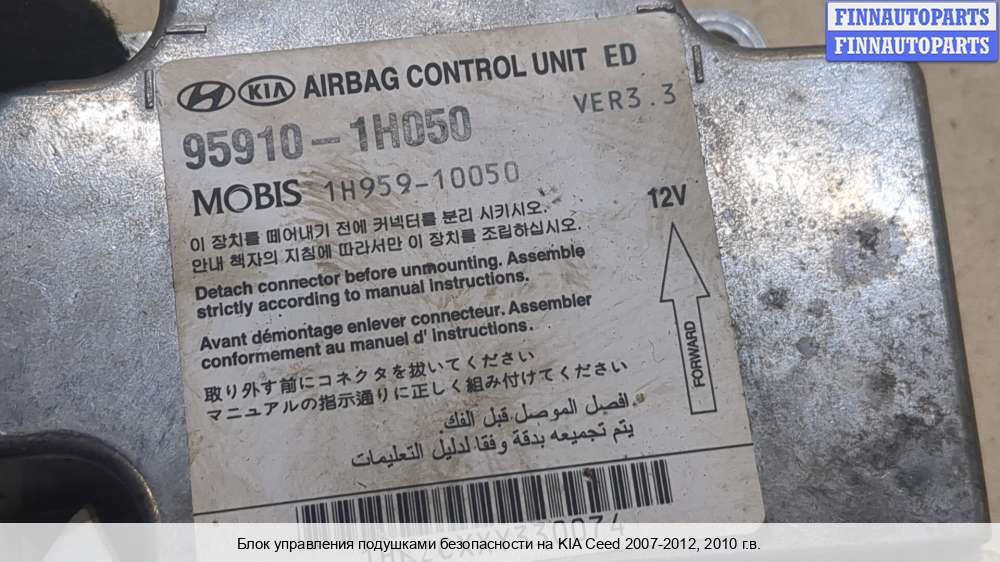 FINNAUTOPARTS
FINNAUTOPARTS
HYUNDAI KIA AIRBAG CONTROL UNIT ED
95910-1H050 VER3.3
MOBIS 1H959-10050
12V
이 장치를 떼어내기 전에 커넥터를 분리 시키시오.
안내 책자의 지침에 따라서만 이 장치를 조립하십시오.
Detach connector before unmounting. Assemble
strictly according to manual instructions.
Avant démontage enlever connecteur. Assembler
conformement au manuel d' instructions.
FORWARD
取り外す前にコネクタを抜いてください
マニュアルの指示通りに正しく組み付けてください
افصل الموصل قبل الفك.
يتم تجميعه بدقة وفقا لدليل التعليمات
Блок управления подушками безопасности на KIA Ceed 2007-2012, 2010 г.в.